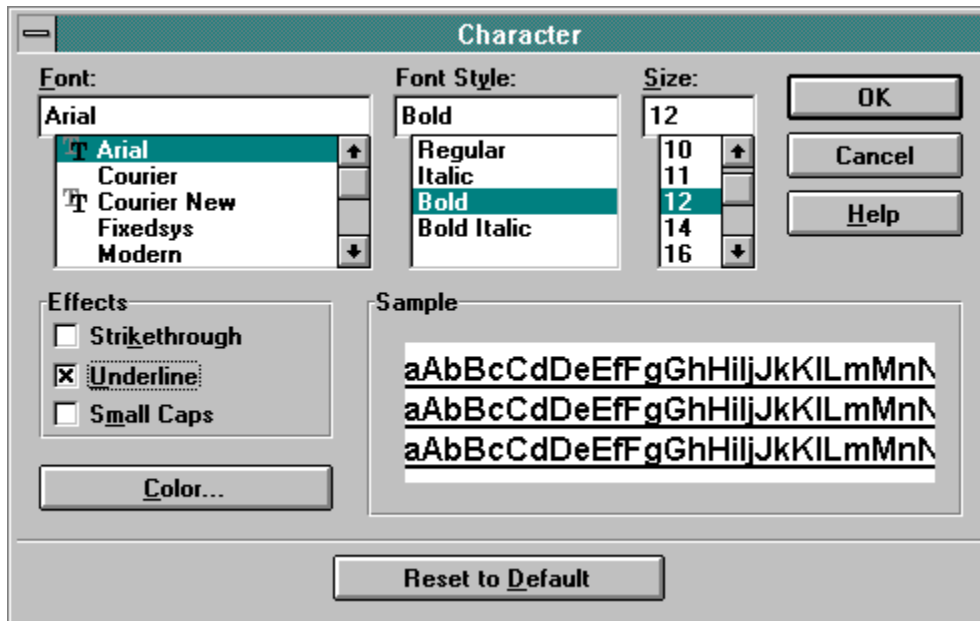 Character
Font:
Arial
Arial
Courier
Courier New
Fixedsys
Modern
Font Style:
Bold
Regular
Italic
Bold
Bold Italic
Size:
12
10
11
12
14
16
OK
Cancel
Help
Effects
Strikethrough
Underline
Small Caps
Color...
Sample
aAbBcCdDeEfFgGhHiIjJkKlLmMnN
aAbBcCdDeEfFgGhHiIjJkKlLmMnN
aAbBcCdDeEfFgGhHiIjJkKlLmMnN
Reset to Default